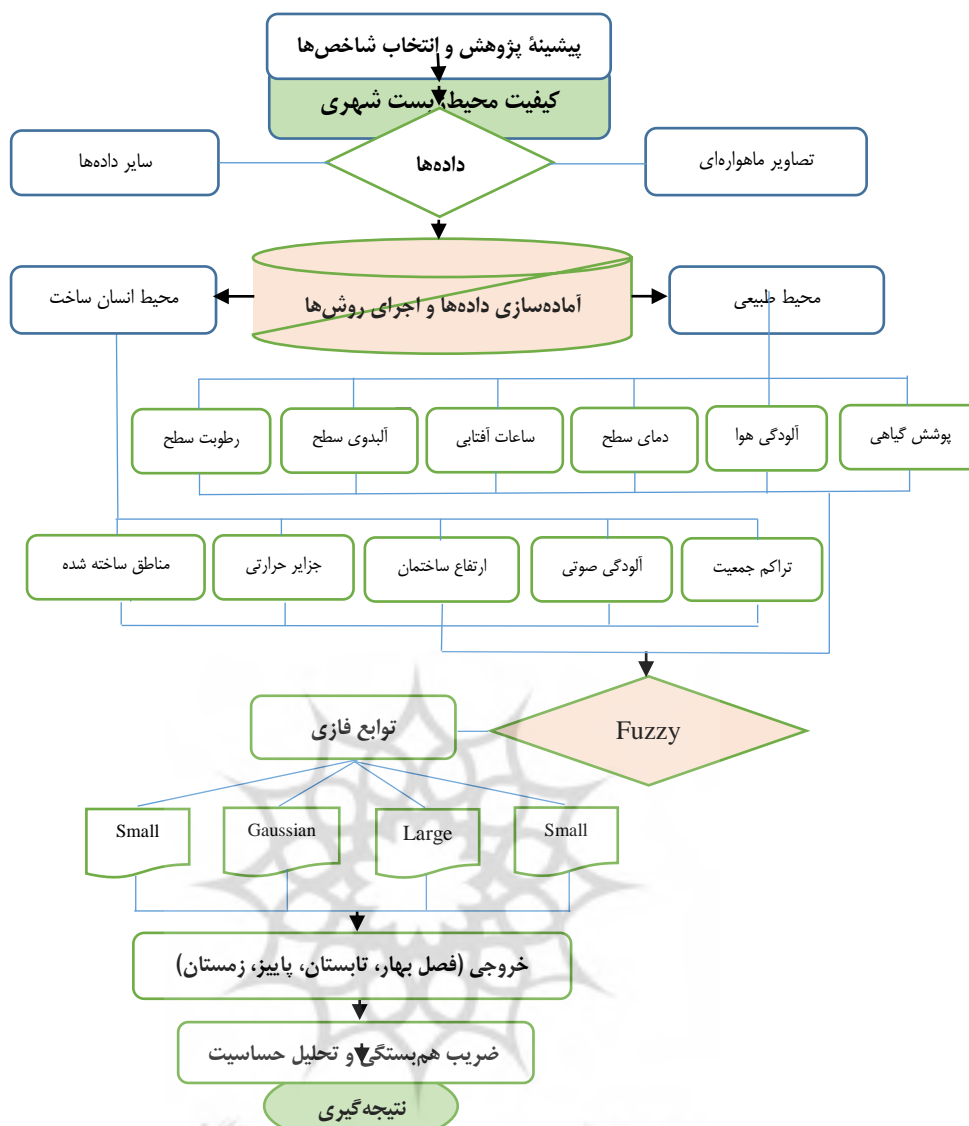 پیشینهٔ پژوهش و انتخاب شاخص‌ها
کیفیت محیط زیست شهری
تصاویر ماهواره‌ای
داده‌ها
سایر داده‌ها
محیط طبیعی
آماده‌سازی داده‌ها و اجرای روش‌ها
محیط انسان ساخت
پوشش گیاهی
آلودگی هوا
دمای سطح
ساعات آفتابی
آلبدوی سطح
رطوبت سطح
تراکم جمعیت
آلودگی صوتی
ارتفاع ساختمان
جزایر حرارتی
مناطق ساخته شده
Fuzzy
توابع فازی
Small
Gaussian
Large
Small
خروجی (فصل بهار، تابستان، پاییز، زمستان)
ضریب هم‌بستگی و تحلیل حساسیت
نتیجه‌گیری